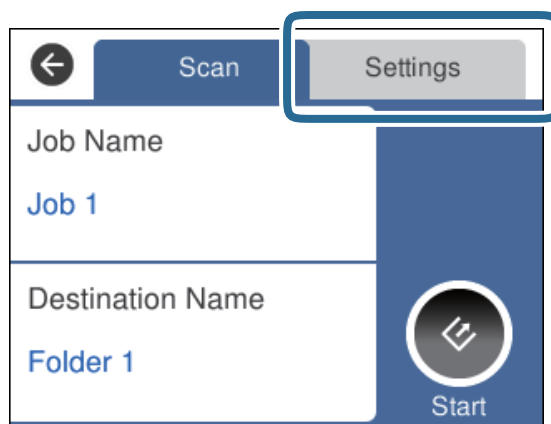 Scan
Settings
Job Name
Job 1
Destination Name
Folder 1
Start